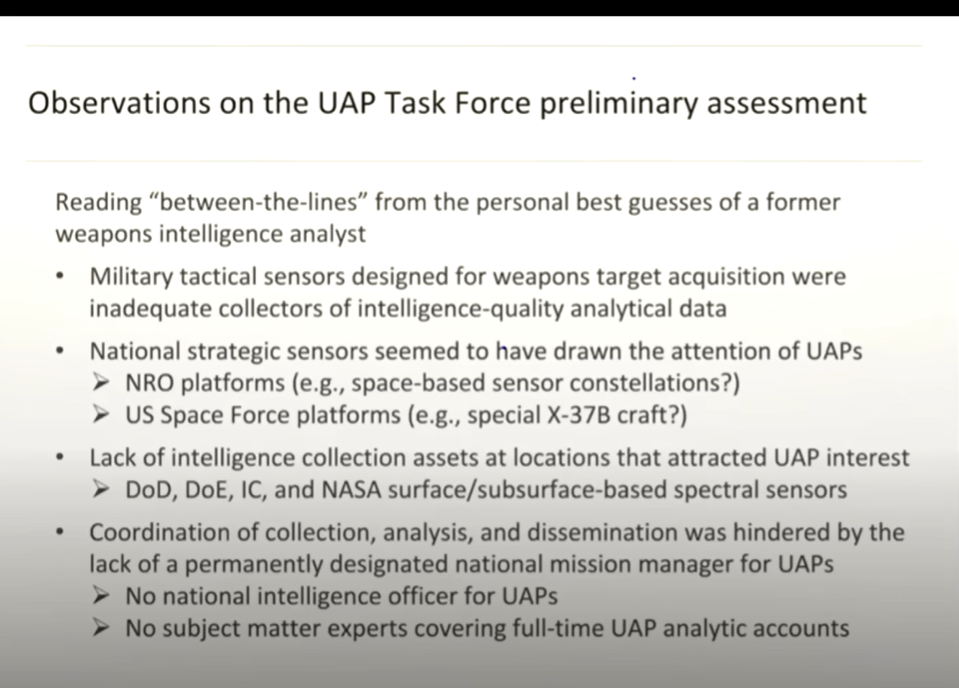 Observations on the UAP Task Force preliminary assessment
Reading “between-the-lines” from the personal best guesses of a former
weapons intelligence analyst
• Military tactical sensors designed for weapons target acquisition were
inadequate collectors of intelligence-quality analytical data
• National strategic sensors seemed to have drawn the attention of UAPs
➢ NRO platforms (e.g., space-based sensor constellations?)
➢ US Space Force platforms (e.g., special X-37B craft?)
• Lack of intelligence collection assets at locations that attracted UAP interest
➢ DoD, DoE, IC, and NASA surface/subsurface-based spectral sensors
• Coordination of collection, analysis, and dissemination was hindered by the
lack of a permanently designated national mission manager for UAPs
➢ No national intelligence officer for UAPs
➢ No subject matter experts covering full-time UAP analytic accounts